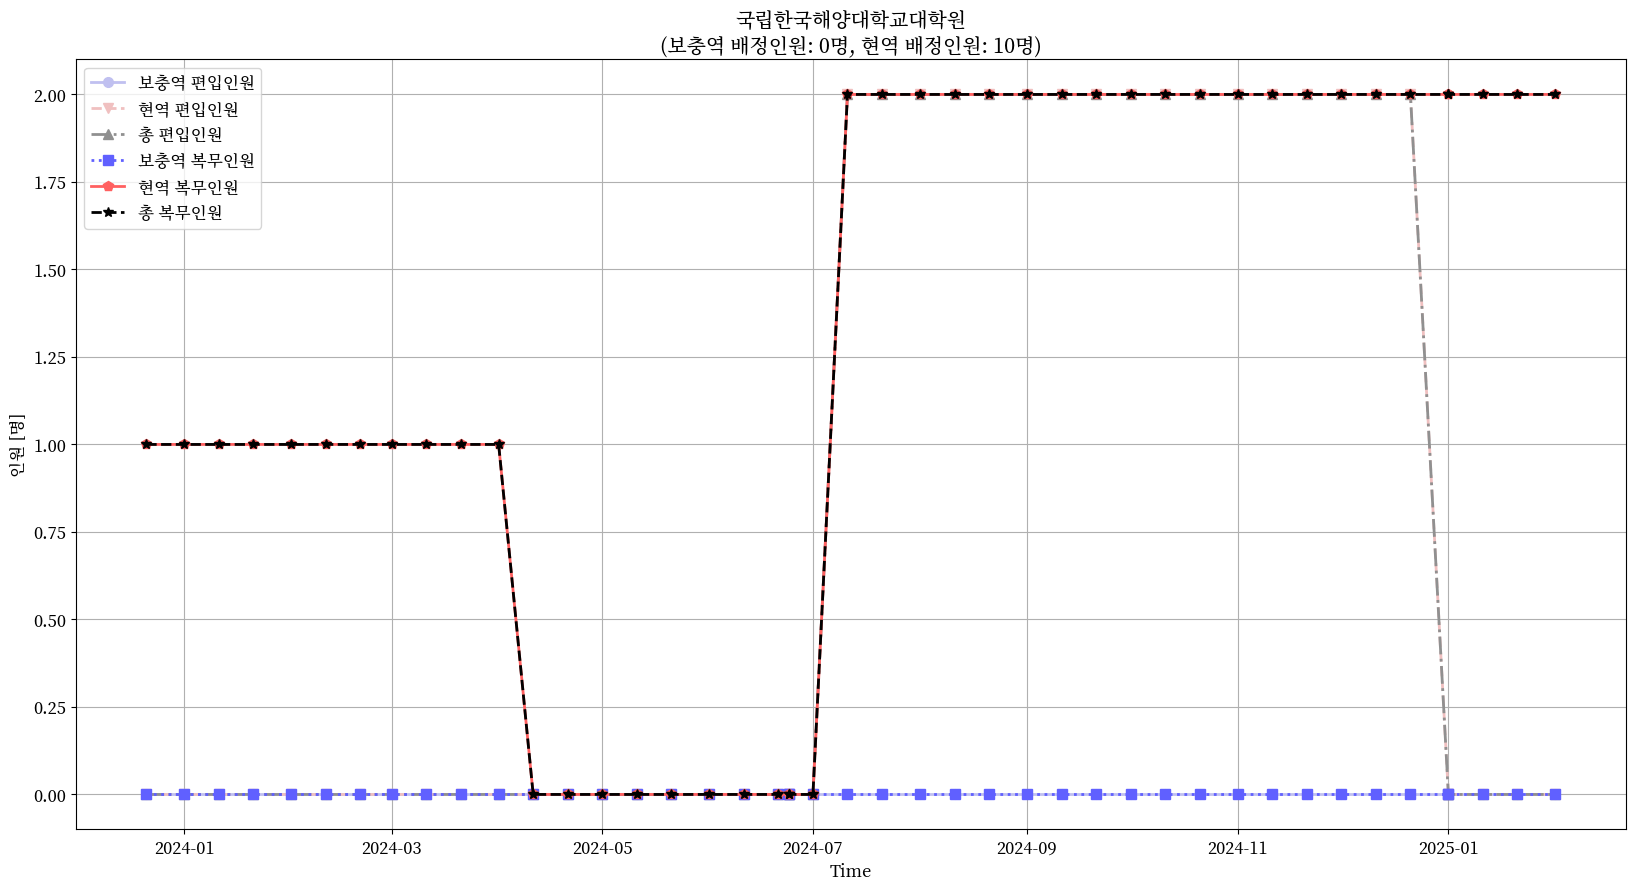 국립한국해양대학교대학원
(보충역 배정인원: 0명, 현역 배정인원: 10명)
보충역 편입인원
현역 편입인원
총 편입인원
보충역 복무인원
현역 복무인원
총 복무인원
2.00
1.75
1.50
1.25
1.00
0.75
0.50
0.25
0.00
인원 [명]
2024-01 2024-03 2024-05 2024-07 2024-09 2024-11 2025-01
Time